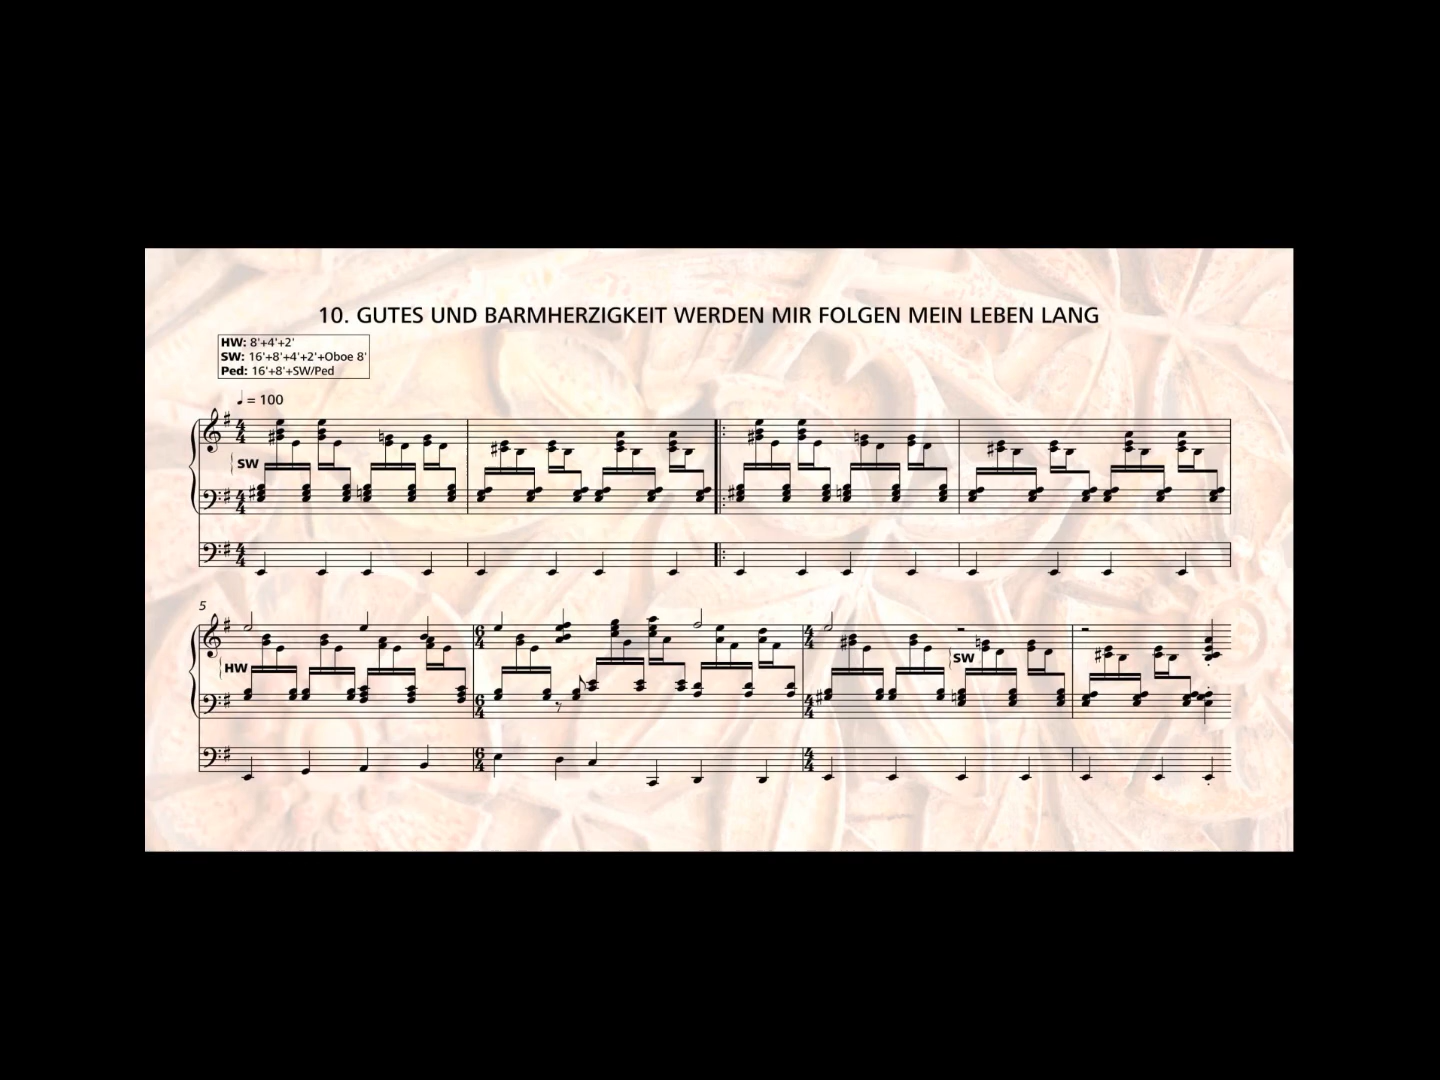 10. GUTES UND BARMHERZIGKEIT WERDEN MIR FOLGEN MEIN LEBEN LANG
HW: 8'+4'+2'
SW: 16'+8'+4'+2'+Oboe 8'
Ped: 16'+8'+SW/Ped
♩ = 100
SW
5
HW
SW